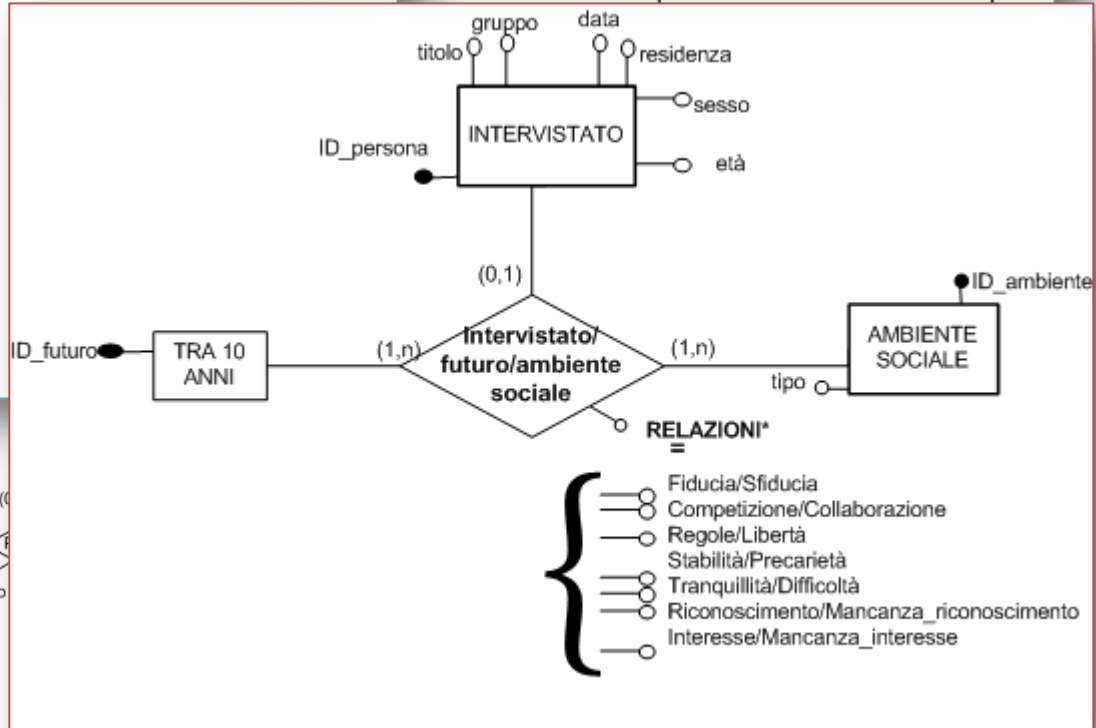 gruppo
data
titolo
residenza
sesso
INTERVISTATO
ID_persona
età
(0,1)
ID_ambiente
ID_futuro
TRA 10
ANNI
(1,n)
Intervistato/
futuro/ambiente
sociale
(1,n)
AMBIENTE
SOCIALE
tipo
RELAZIONI*
=
Fiducia/Sfiducia
Competizione/Collaborazione
Regole/Libertà
Stabilità/Precarietà
Tranquillità/Difficoltà
Riconoscimento/Mancanza_riconoscimento
Interesse/Mancanza_interesse